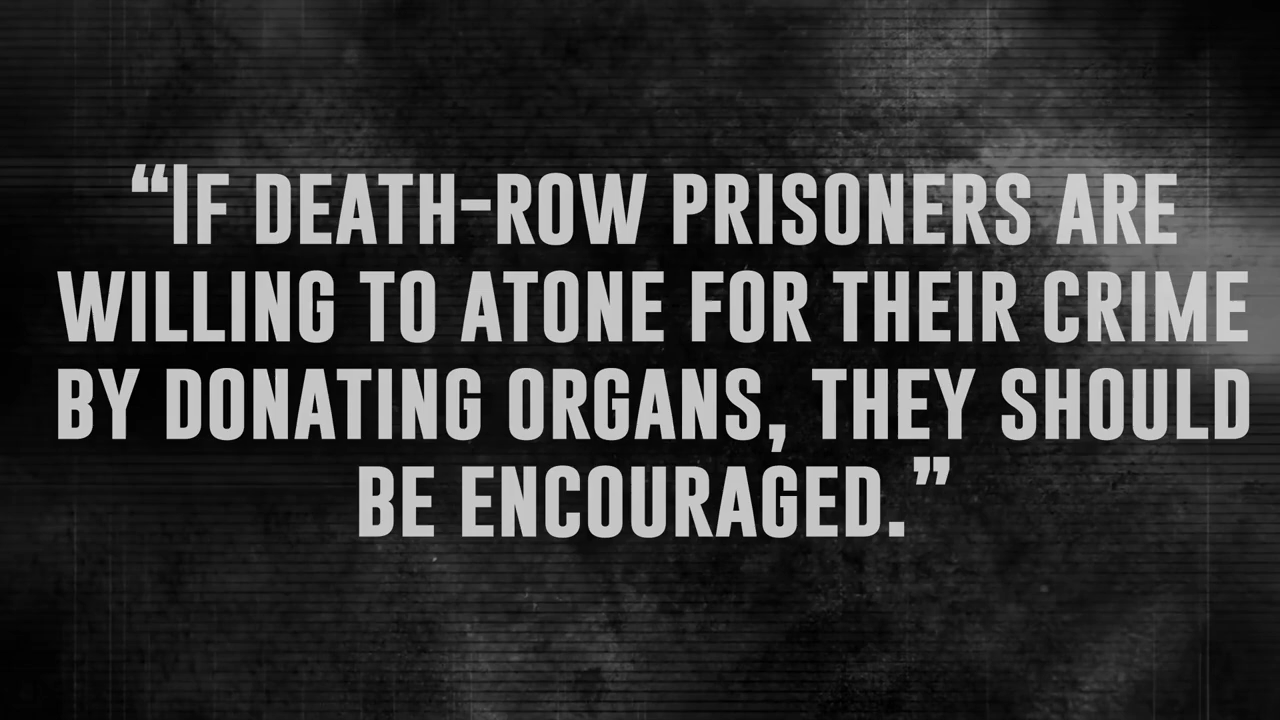 “If death-row prisoners are
willing to atone for their crime
by donating organs, they should
be encouraged.”